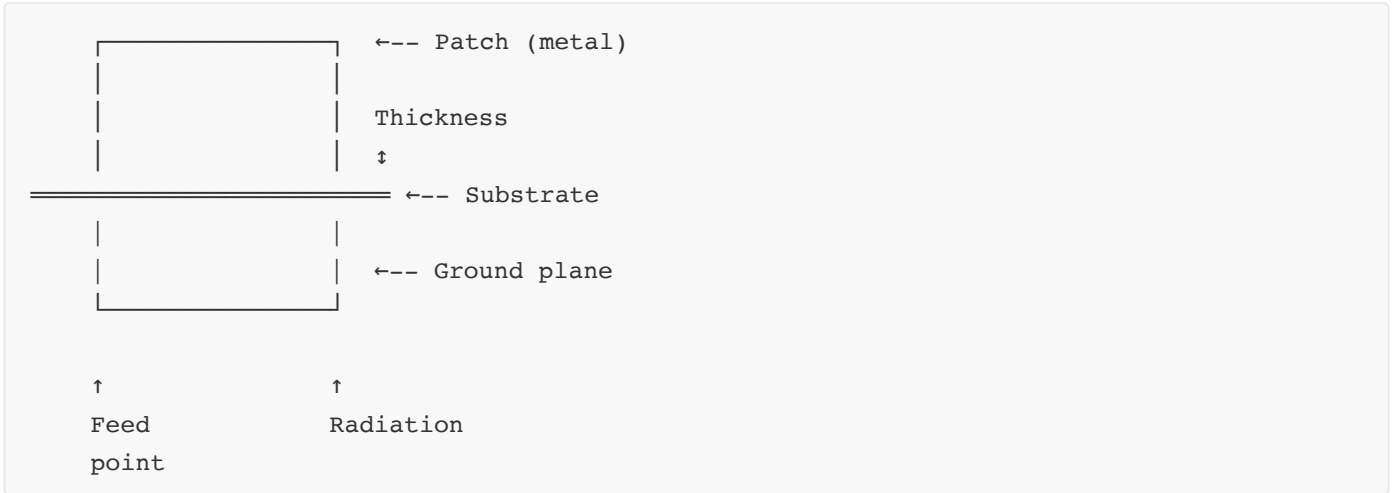 ←-- Patch (metal)
Thickness
↕
←-- Substrate
←-- Ground plane
↑ ↑
Feed Radiation
point